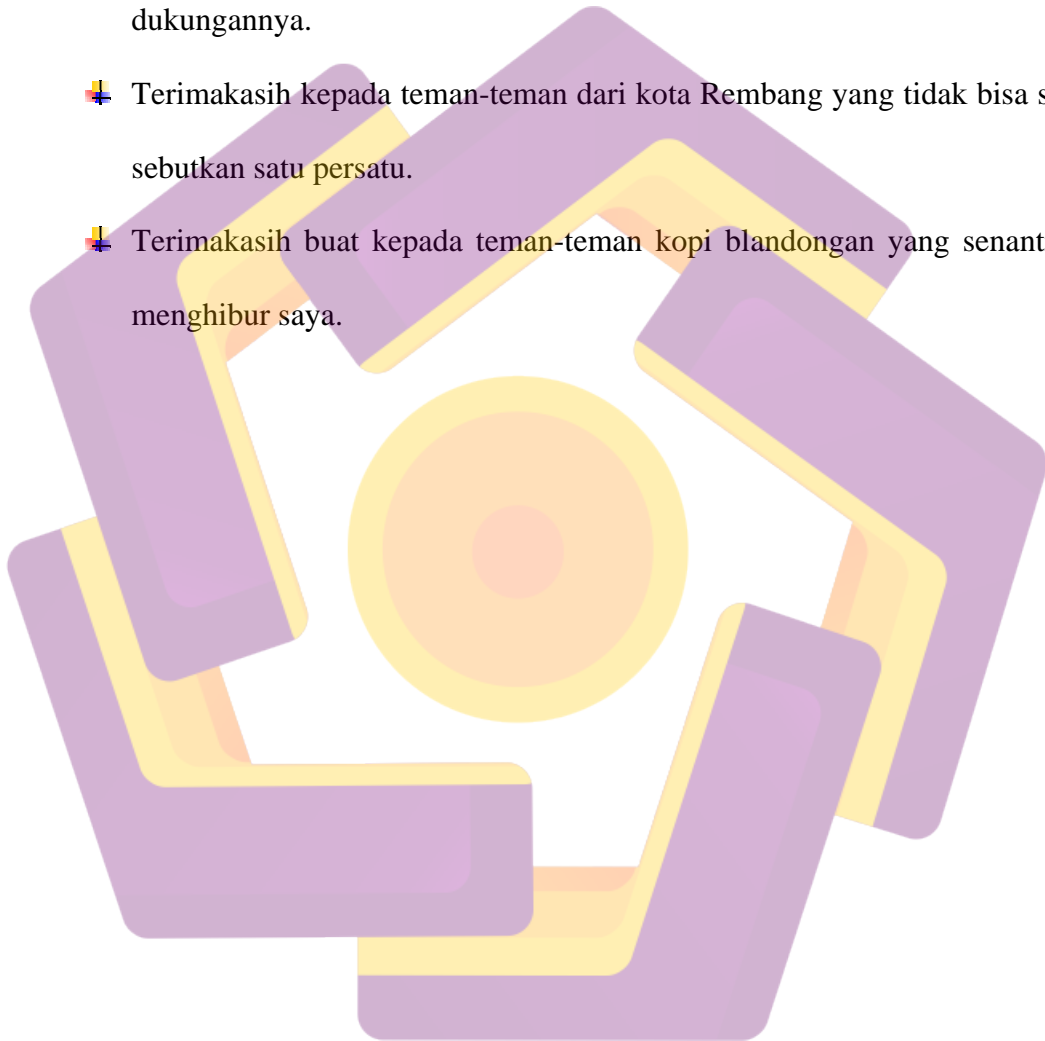 dukungannya.
Terimakasih kepada teman-teman dari kota Rembang yang tidak bisa
sebutkan satu persatu.
Terimakasih buat kepada teman-teman kopi blandongan yang
menghibur saya.